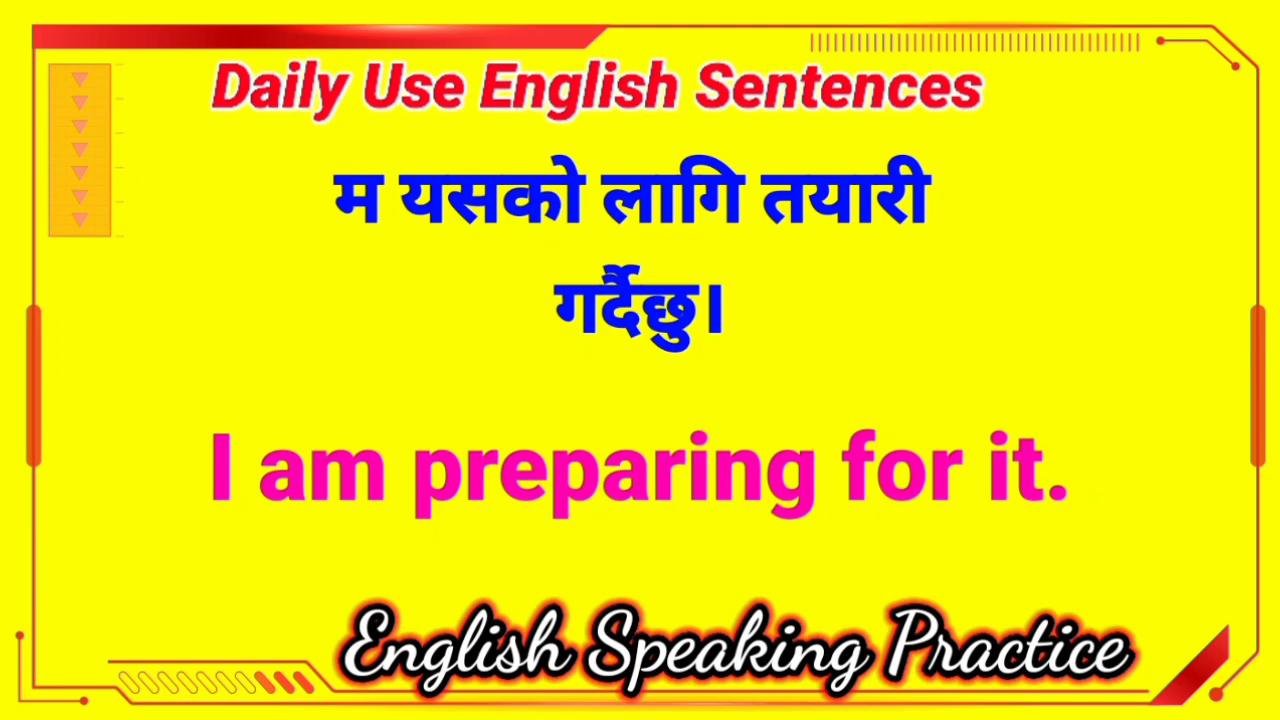 Daily Use English Sentences
म यसको लागि तयारी
गर्दैछु।
I am preparing for it.
English Speaking Practice